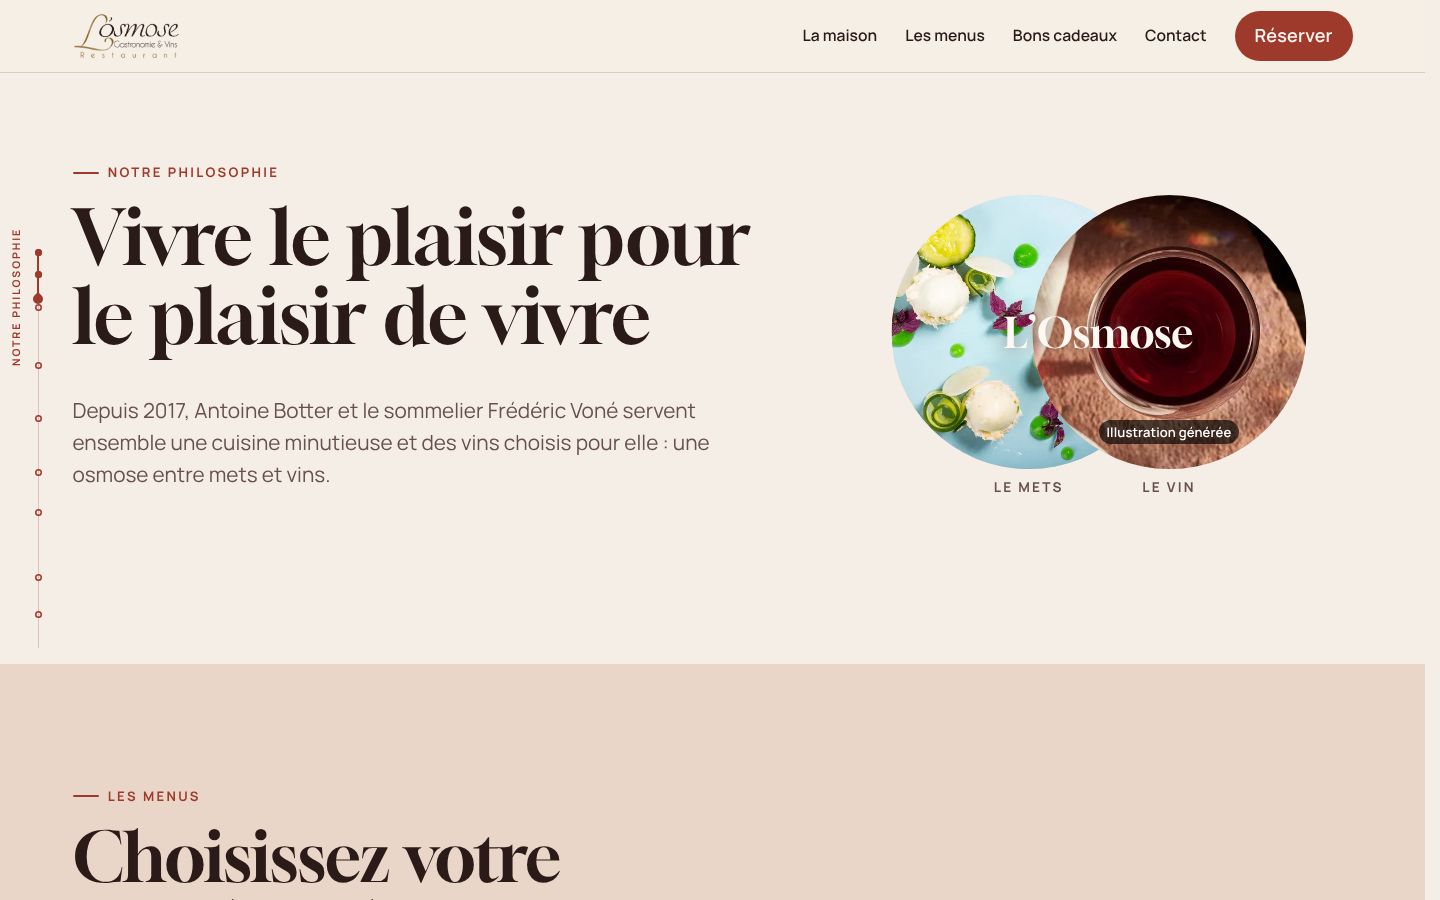 L'osmose
Gastronomie & Vins
Restaurant
La maison
Les menus
Bons cadeaux
Contact
Réserver
NOTRE PHILOSOPHIE
NOTRE PHILOSOPHIE
Vivre le plaisir pour
le plaisir de vivre
Depuis 2017, Antoine Botter et le sommelier Frédéric Voné servent
ensemble une cuisine minutieuse et des vins choisis pour elle : une
osmose entre mets et vins.
L'Osmose
Illustration générée
LE METS
LE VIN
LES MENUS
Choisissez votre